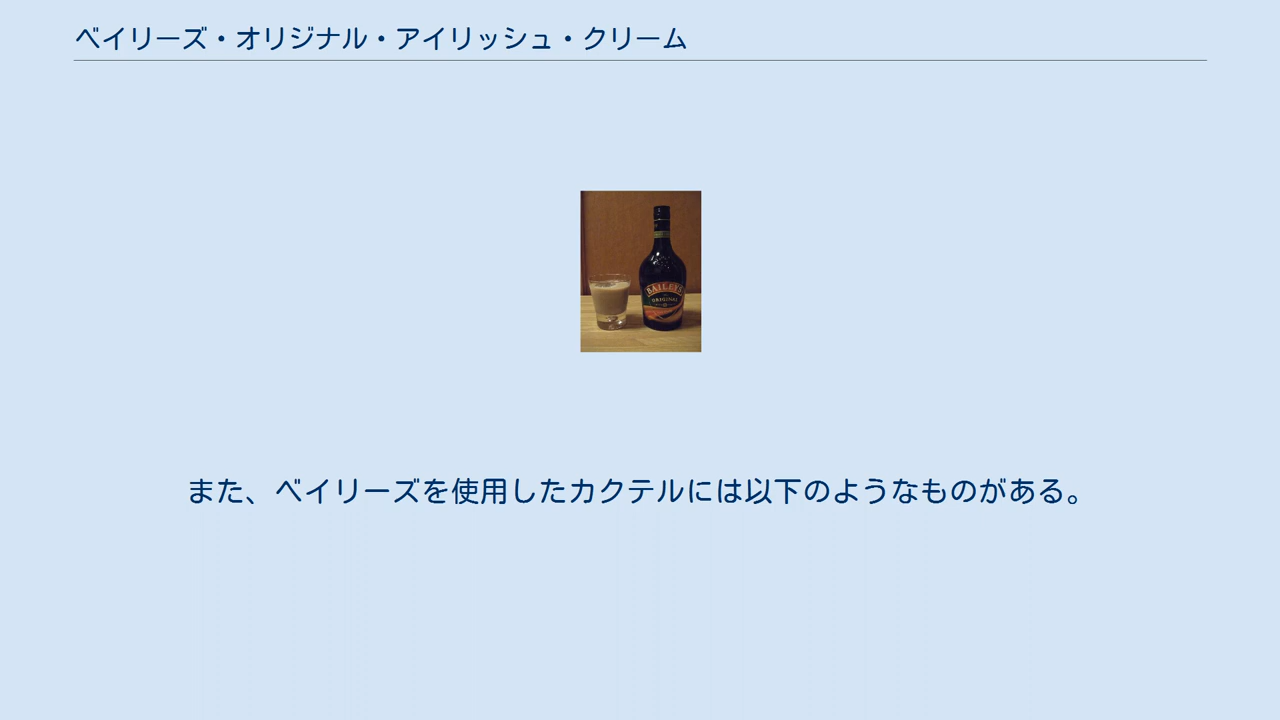 ベイリーズ・オリジナル・アイリッシュ・クリーム
BAILEYS
ORIGINAL
また、ベイリーズを使用したカクテルには以下のようなものがある。